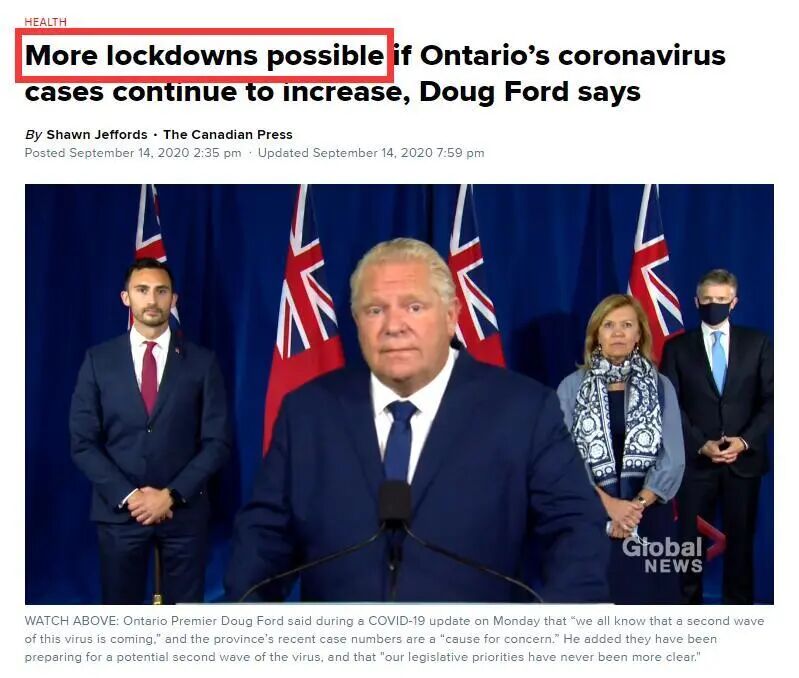 HEALTH
More lockdowns possible if Ontario's coronavirus
cases continue to increase, Doug Ford says
By Shawn Jeffords · The Canadian Press
Posted September 14, 2020 2:35 pm · Updated September 14, 2020 7:59 pm
Global
NEWS
WATCH ABOVE: Ontario Premier Doug Ford said during a COVID-19 update on Monday that “we all know that a second wave
of this virus is coming,” and the province’s recent case numbers are a “cause for concern.” He added they have been
preparing for a potential second wave of the virus, and that "our legislative priorities have never been more clear."